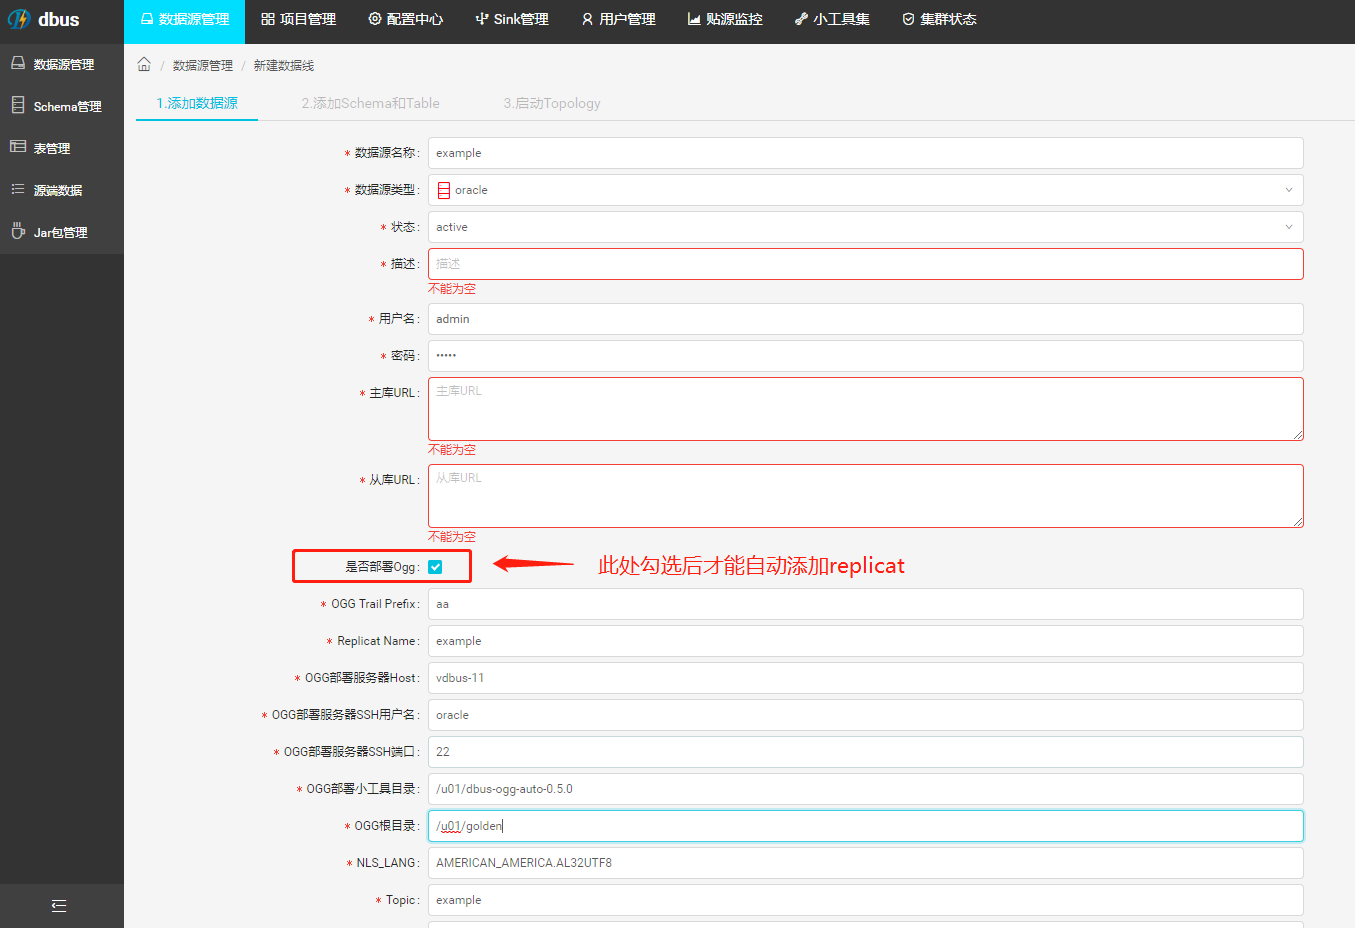 dbus
数据源管理
项目管理
配置中心
Sink管理
用户管理
贴源监控
小工具集
集群状态
数据源管理
Schema管理
表管理
源端数据
Jar包管理
/ 数据源管理 / 新建数据线
1.添加数据源
2.添加Schema和Table
3.启动Topology
* 数据源名称: example
* 数据源类型: oracle
* 状态: active
* 描述: 描述
不能为空
* 用户名: admin
* 密码: •••••
* 主库URL: 主库URL
不能为空
* 从库URL: 从库URL
不能为空
是否部署Ogg:
此处勾选后才能自动添加replicat
* OGG Trail Prefix: aa
* Replicat Name: example
* OGG部署服务器Host: vdbus-11
* OGG部署服务器SSH用户名: oracle
* OGG部署服务器SSH端口: 22
* OGG部署小工具目录: /u01/dbus-ogg-auto-0.5.0
* OGG根目录: /u01/golden
* NLS_LANG: AMERICAN_AMERICA.AL32UTF8
* Topic: example